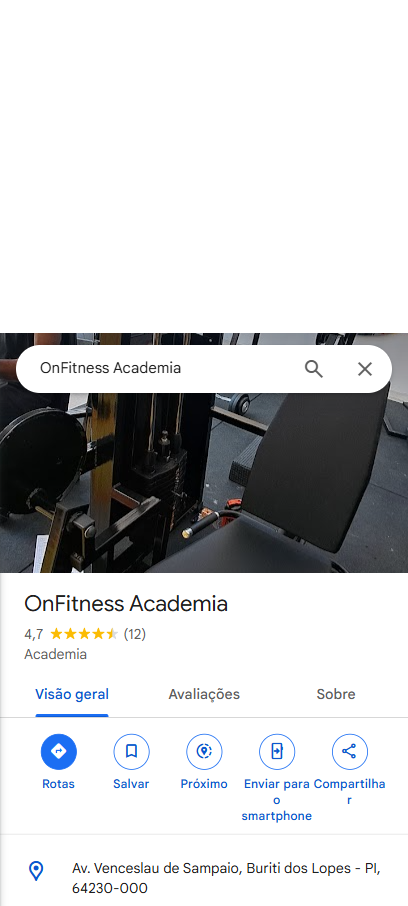 OnFitness Academia
OnFitness Academia
4,7 (12)
Academia
Visão geral Avaliações Sobre
Rotas Salvar Próximo Enviar para o smartphone Compartilhar
Av. Venceslau de Sampaio, Buriti dos Lopes - PI,
64230-000